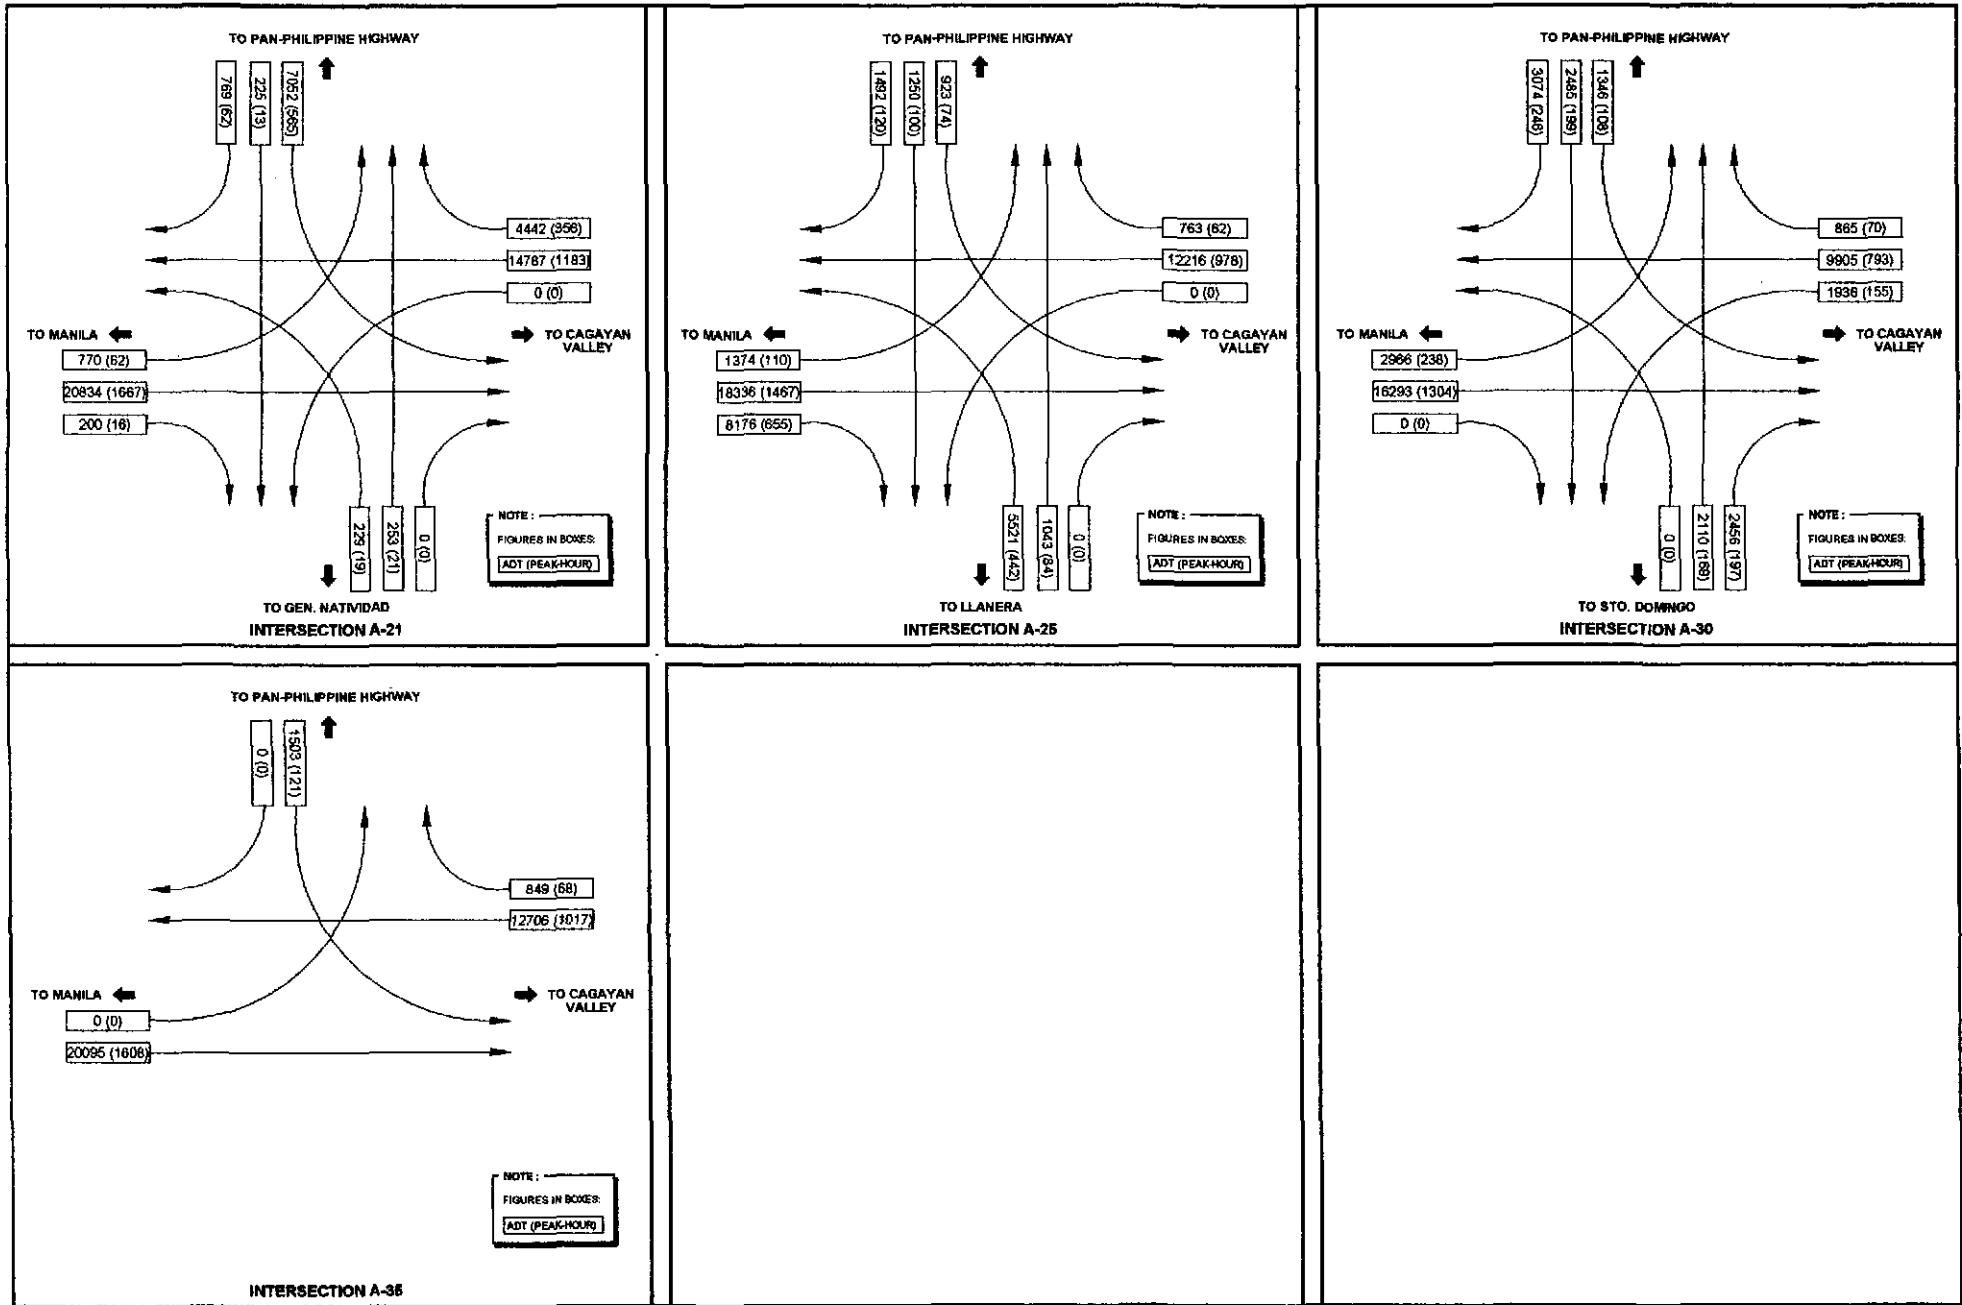 TO PAN-PHILIPPINE HIGHWAY
769 (62)
225 (13)
7052 (565)
4442 (356)
14787 (1183)
0 (0)
TO MANILA
TO CAGAYAN
VALLEY
770 (62)
20834 (1667)
200 (16)
229 (19)
253 (21)
0 (0)
NOTE :
FIGURES IN BOXES:
ADT (PEAK-HOUR)
TO GEN. NATIVIDAD
INTERSECTION A-21
TO PAN-PHILIPPINE HIGHWAY
1492 (120)
1250 (100)
923 (74)
763 (62)
12216 (978)
0 (0)
TO MANILA
TO CAGAYAN
VALLEY
1374 (110)
18336 (1467)
8176 (655)
5521 (442)
1043 (84)
0 (0)
NOTE :
FIGURES IN BOXES:
ADT (PEAK-HOUR)
TO LLANERA
INTERSECTION A-25
TO PAN-PHILIPPINE HIGHWAY
3074 (246)
2485 (199)
1346 (108)
865 (70)
9905 (793)
1936 (155)
TO MANILA
TO CAGAYAN
VALLEY
2966 (238)
16293 (1304)
0 (0)
0 (0)
2110 (169)
2456 (197)
NOTE :
FIGURES IN BOXES:
ADT (PEAK-HOUR)
TO STO. DOMINGO
INTERSECTION A-30
TO PAN-PHILIPPINE HIGHWAY
0 (0)
1503 (121)
849 (68)
12706 (1017)
TO MANILA
TO CAGAYAN
VALLEY
0 (0)
20095 (1608)
NOTE :
FIGURES IN BOXES:
ADT (PEAK-HOUR)
INTERSECTION A-35